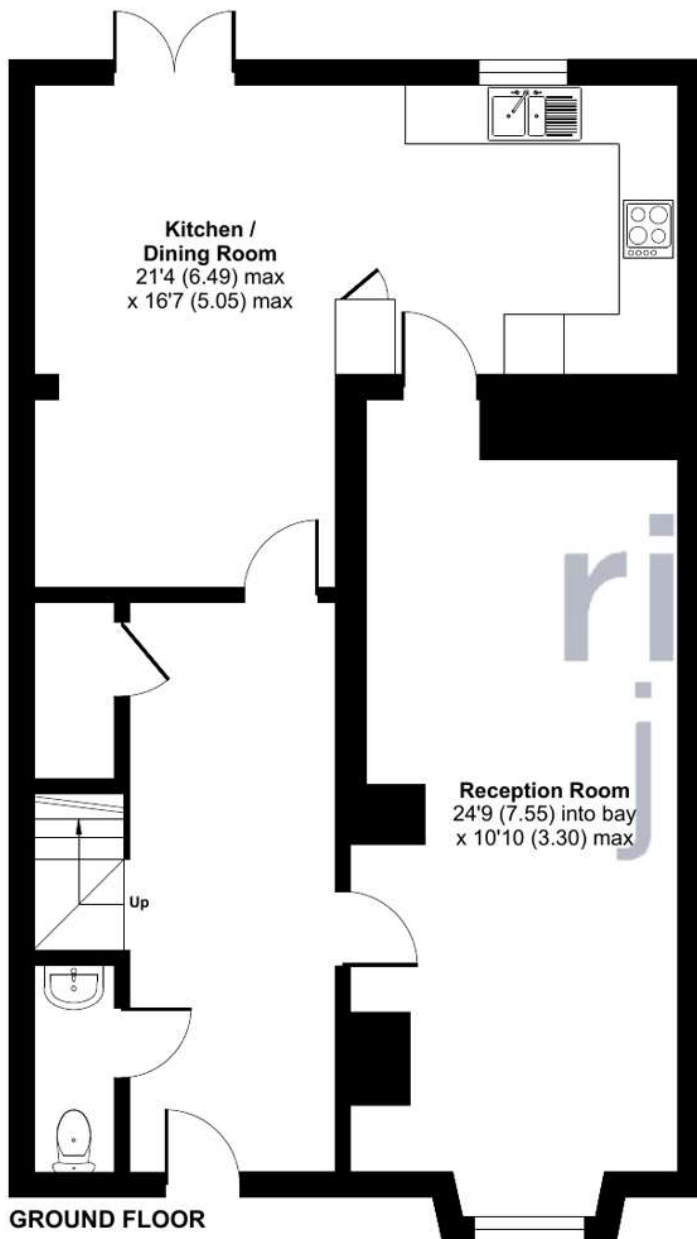 Kitchen /
Dining Room
21'4 (6.49) max
x 16'7 (5.05) max
ri
j
Reception Room
24'9 (7.55) into bay
x 10'10 (3.30) max
Up
GROUND FLOOR